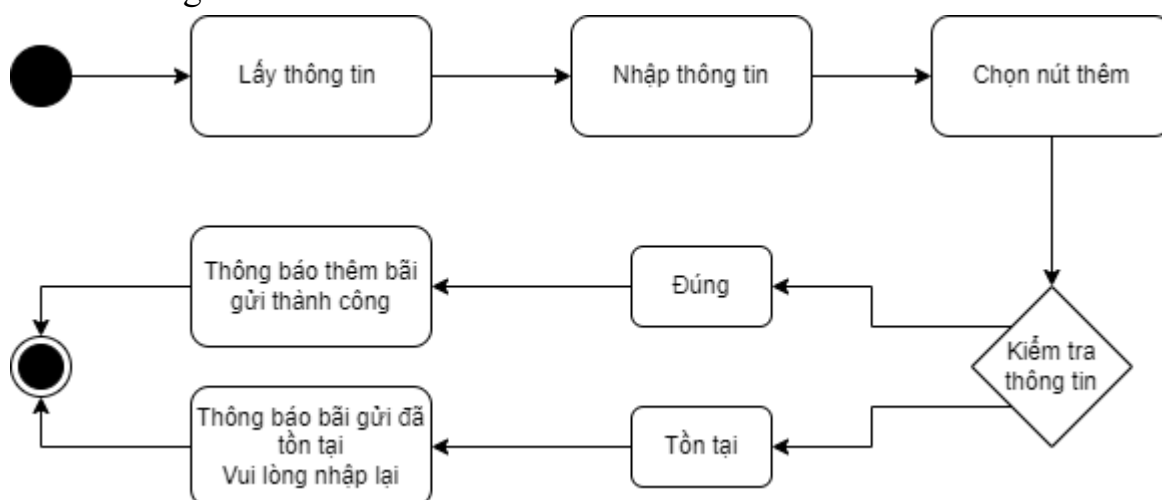 Lấy thông tin
Nhập thông tin
Chọn nút thêm
Thông báo thêm bãi
gửi thành công
Đúng
Kiểm tra
thông tin
Thông báo bãi gửi đã
tồn tại
Vui lòng nhập lại
Tồn tại